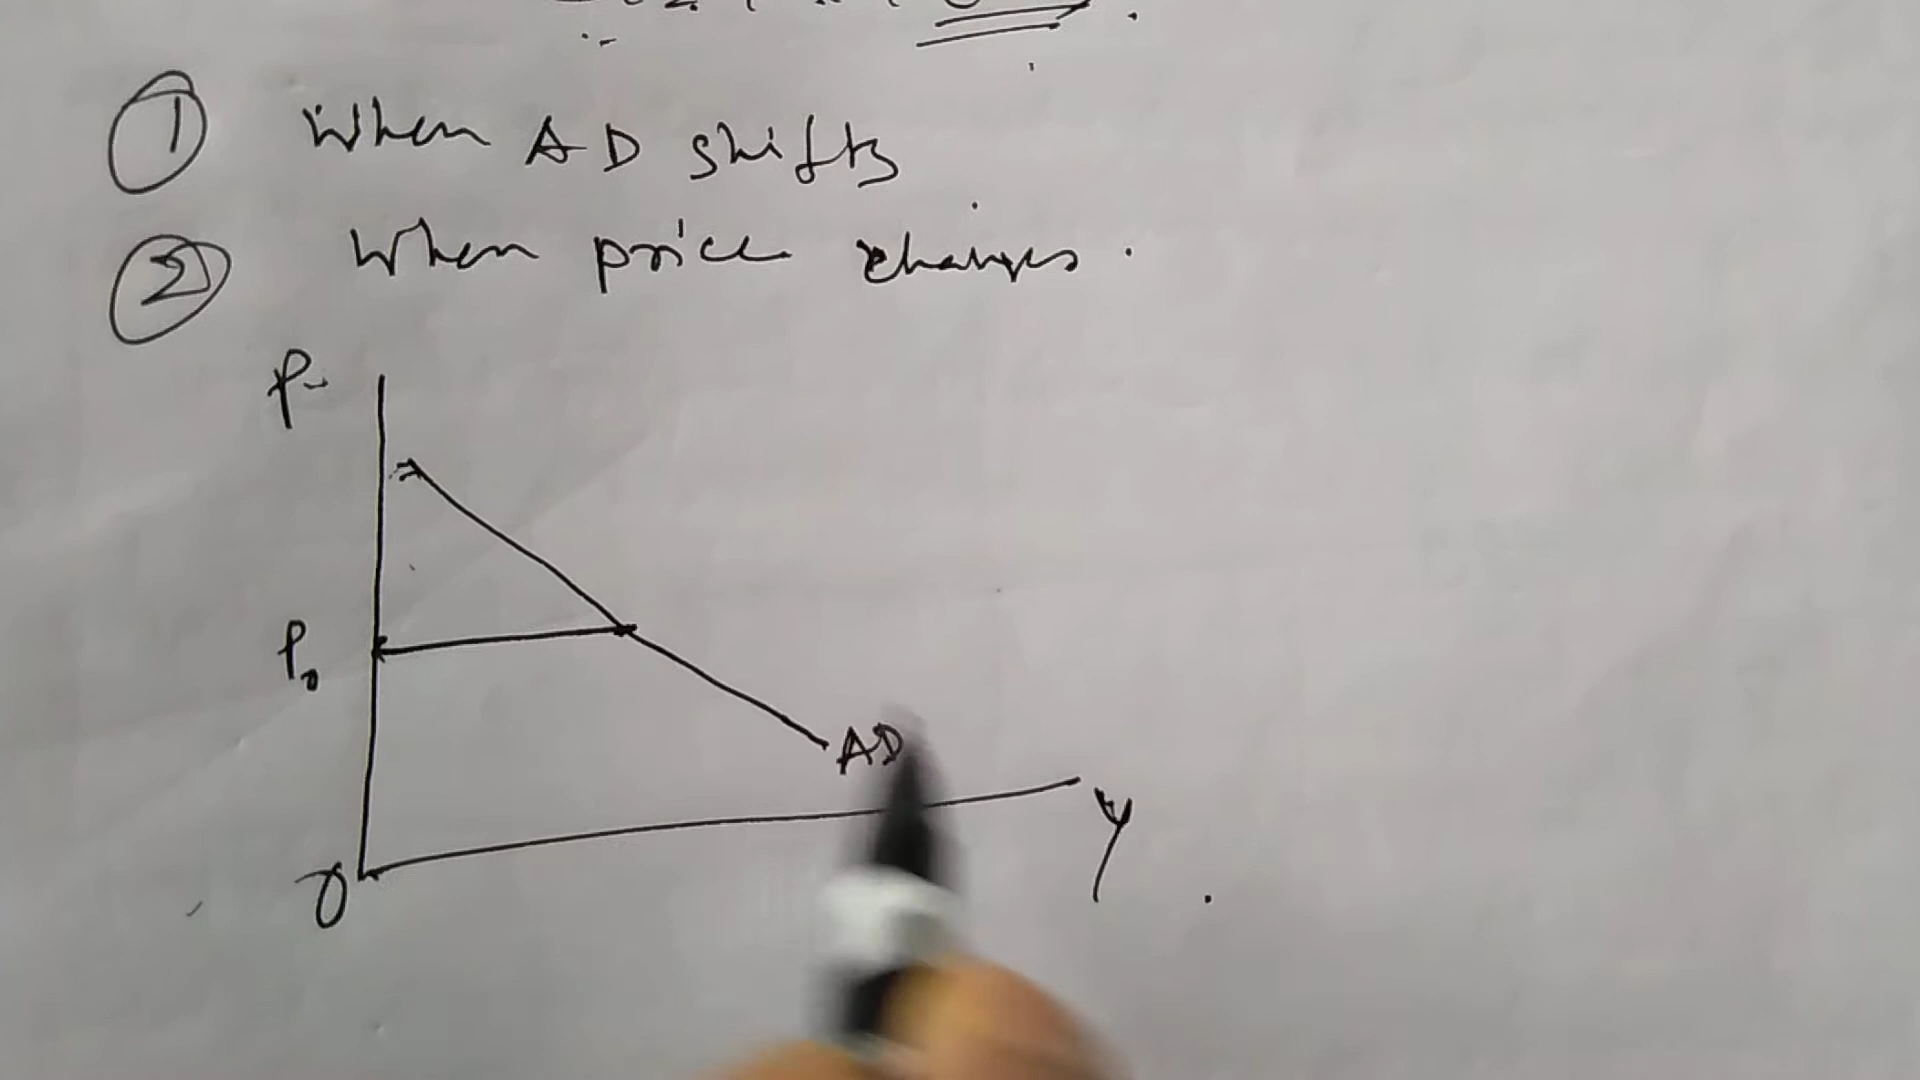 ① When AD shifts
② When price changes.
P
P₀
AD
O
Y